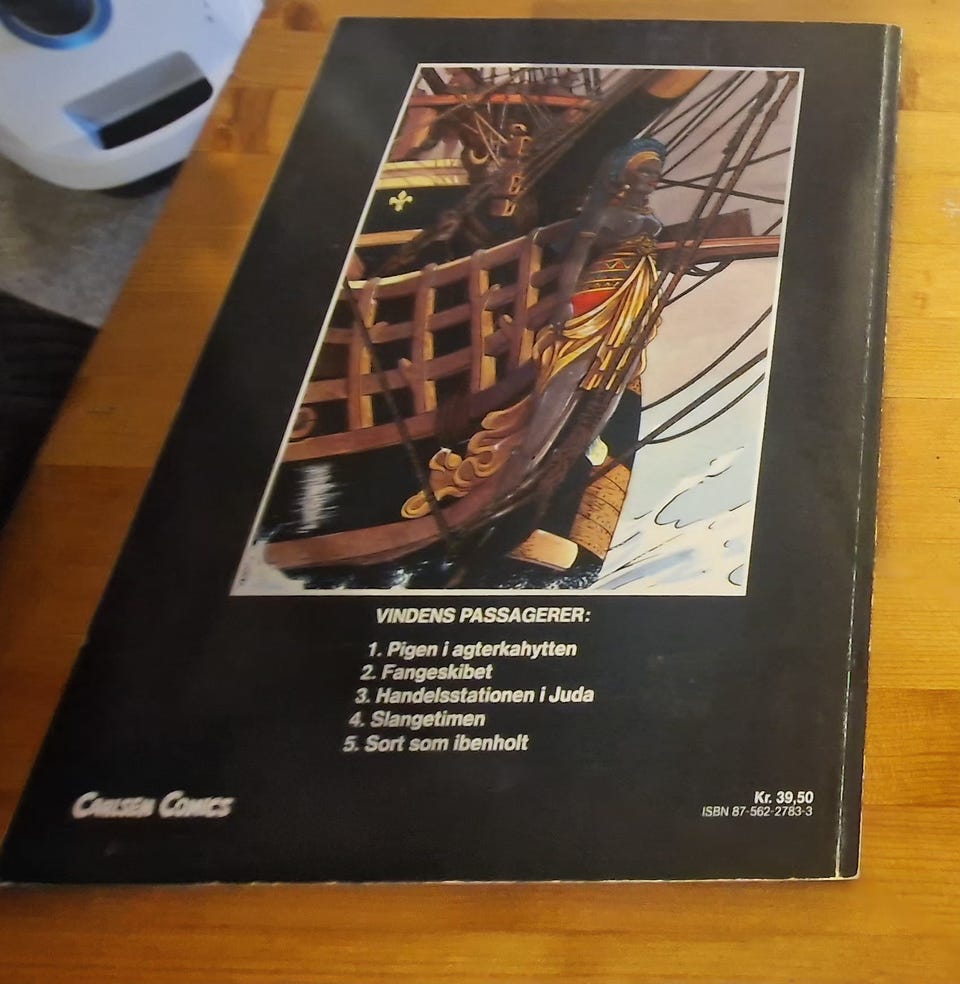 VINDENS PASSAGERER:
1. Pigen i agterkahytten
2. Fangeskibet
3. Handelsstationen i Juda
4. Slangetimen
5. Sort som ibenholt
CARLSEN COMICS
Kr. 39,50
ISBN 87-562-2783-3